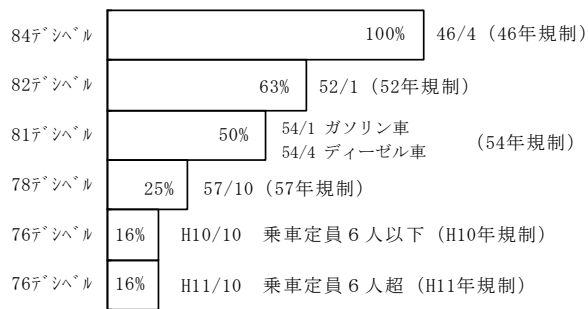 84ﾃﾞｼﾍﾞﾙ 100% 46/4 (46年規制)
82ﾃﾞｼﾍﾞﾙ 63% 52/1 (52年規制)
81ﾃﾞｼﾍﾞﾙ 50% 54/1 ガソリン車
54/4 ディーゼル車 (54年規制)
78ﾃﾞｼﾍﾞﾙ 25% 57/10 (57年規制)
76ﾃﾞｼﾍﾞﾙ 16% H10/10 乗車定員６人以下 (H10年規制)
76ﾃﾞｼﾍﾞﾙ 16% H11/10 乗車定員６人超 (H11年規制)